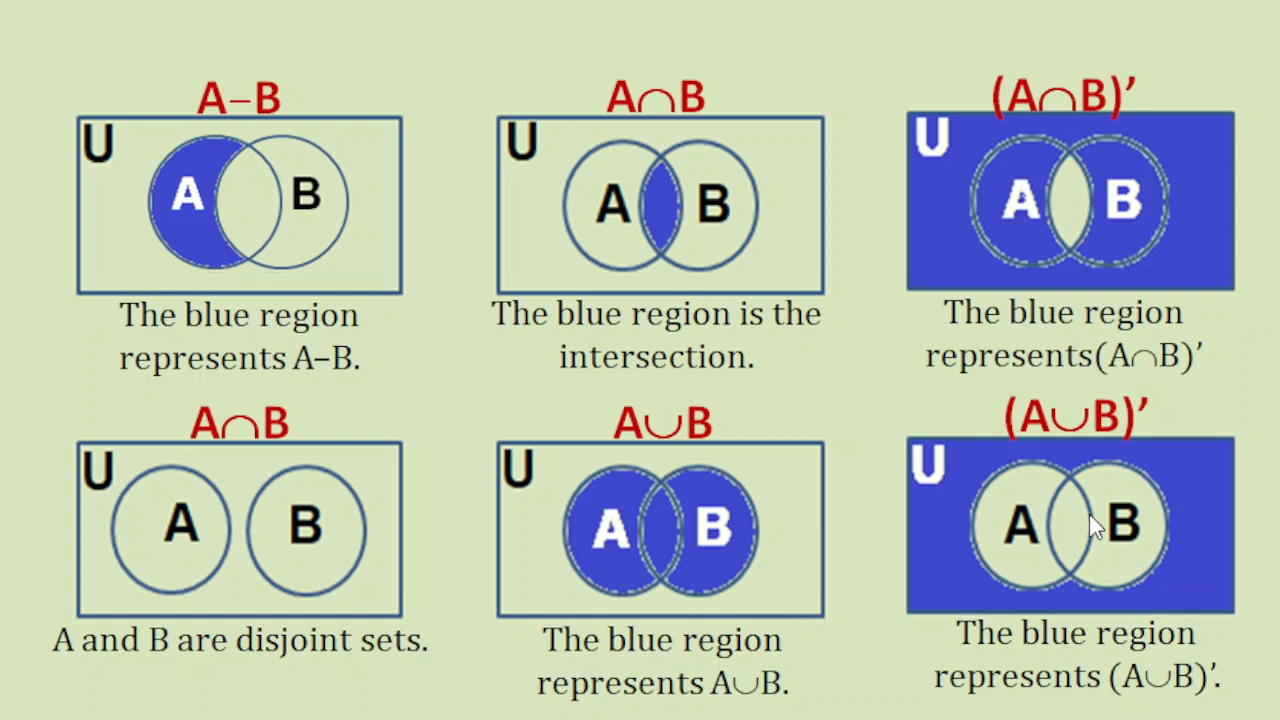 A–B
U
A B
The blue region
represents A–B.
A∩B
U
A B
The blue region is the
intersection.
(A∩B)’
U
A B
The blue region
represents(A∩B)’
A∩B
U
A B
A and B are disjoint sets.
A∪B
U
A B
The blue region
represents A∪B.
(A∪B)’
U
A B
The blue region
represents (A∪B)’.